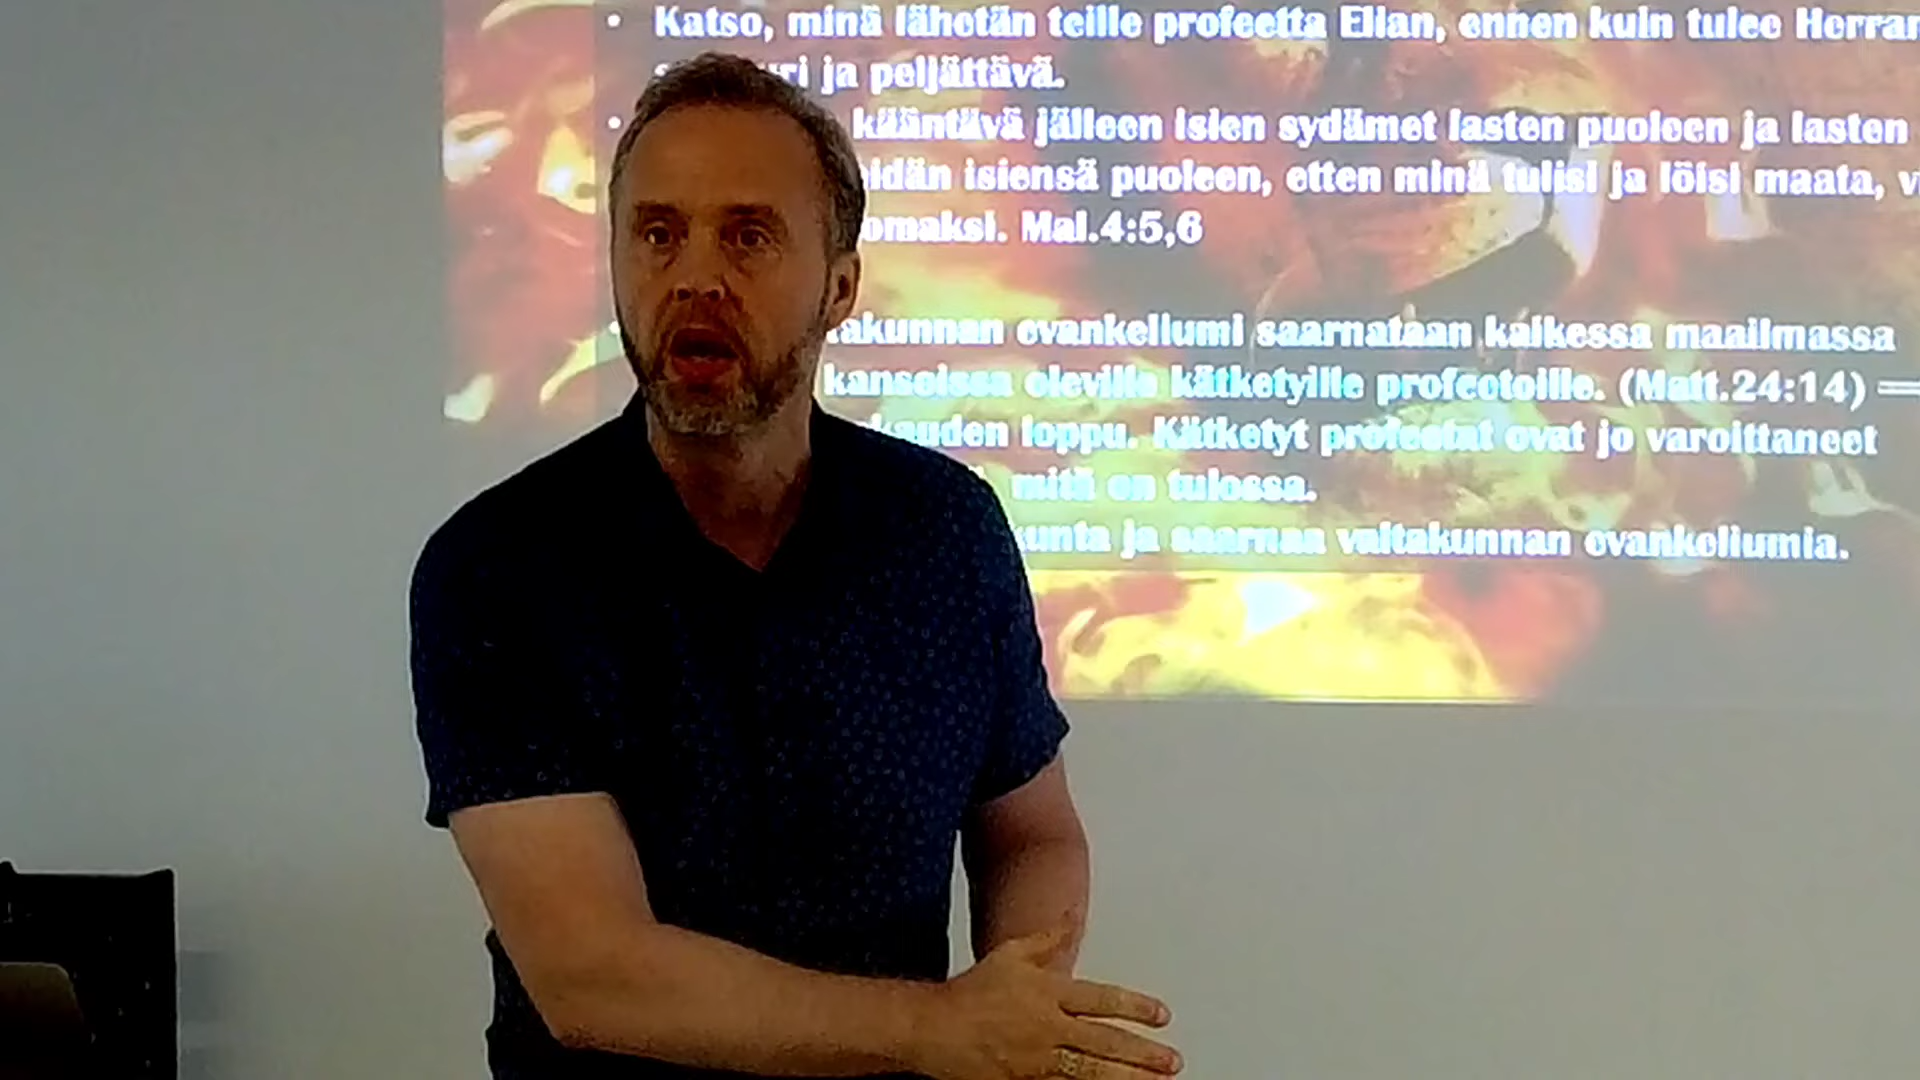 • Katso, minä lähetän teille profeetta Elian, ennen kuin tulee Herran
ja peljättävä.
• kääntävä jälleen isien sydämet lasten puoleen ja lasten
isiensä puoleen, etten minä tulisi ja löisi maata,
Mal.4:5,6
evankeliumi saarnataan kaikessa maailmassa
kansoissa oleville kätketyille profeetoille. (Matt.24:14) =
loppu. Kätketyt profeetat ovat jo varoittaneet
mitä on tulossa.
ja saarnaa valtakunnan evankeliumia.